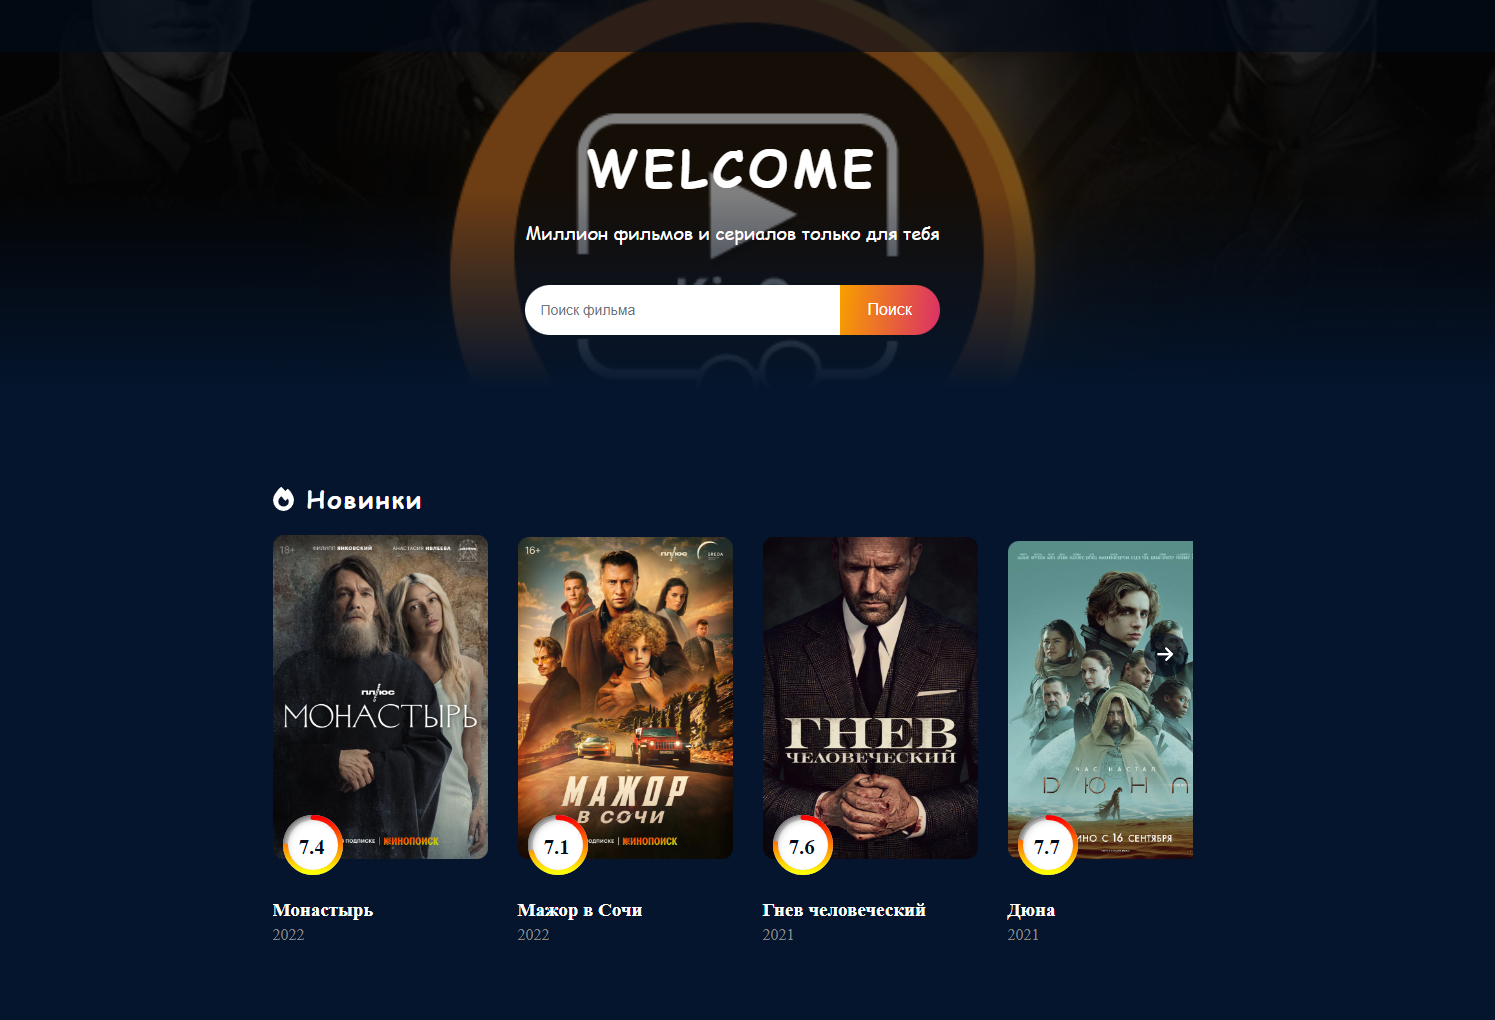 WELCOME
Миллион фильмов и сериалов только для тебя
Поиск фильма
Поиск
Новинки
18+
ФИЛИПП ЯНКОВСКИЙ
АНАСТАСИЯ ИВЛЕЕВА
плюс
МОНАСТЫРЬ
ПОДПИСКЕ | КИНОПОИСК
7.4
16+
плюс
SREDA
МАЖОР
В СОЧИ
ПОДПИСКЕ | КИНОПОИСК
7.1
ГНЕВ
ЧЕЛОВЕЧЕСКИЙ
7.6
ЧАС НАСТАЛ
ДЮНА
ИНО С 16 СЕНТЯБРЯ
7.7
Монастырь
2022
Мажор в Сочи
2022
Гнев человеческий
2021
Дюна
2021